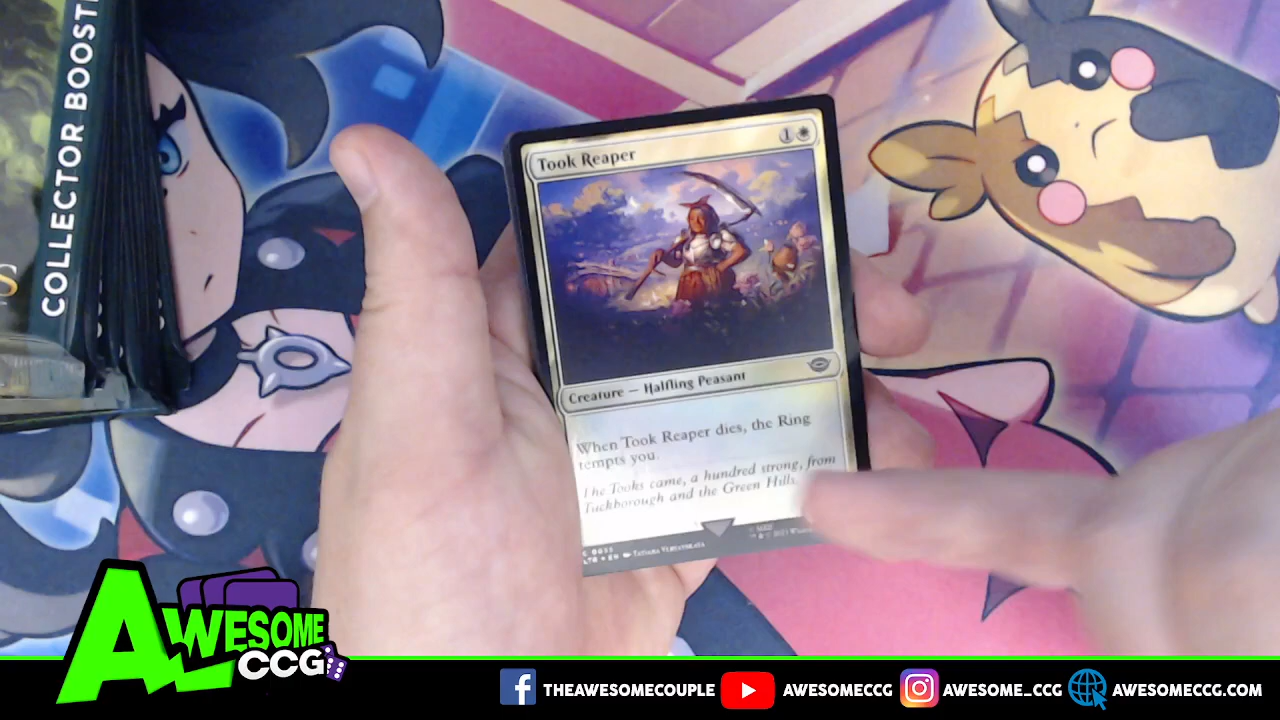 COLLECTOR BOOST
S
Took Reaper
1
Creature — Halfling Peasant
When Took Reaper dies, the Ring
tempts you.
The Tooks came, a hundred strong, from
Tuckborough and the Green Hills.
AWESOME
CCG
THEAWESOMECOUPLE
AWESOMECCG
AWESOME_CCG
AWESOMECCG.COM